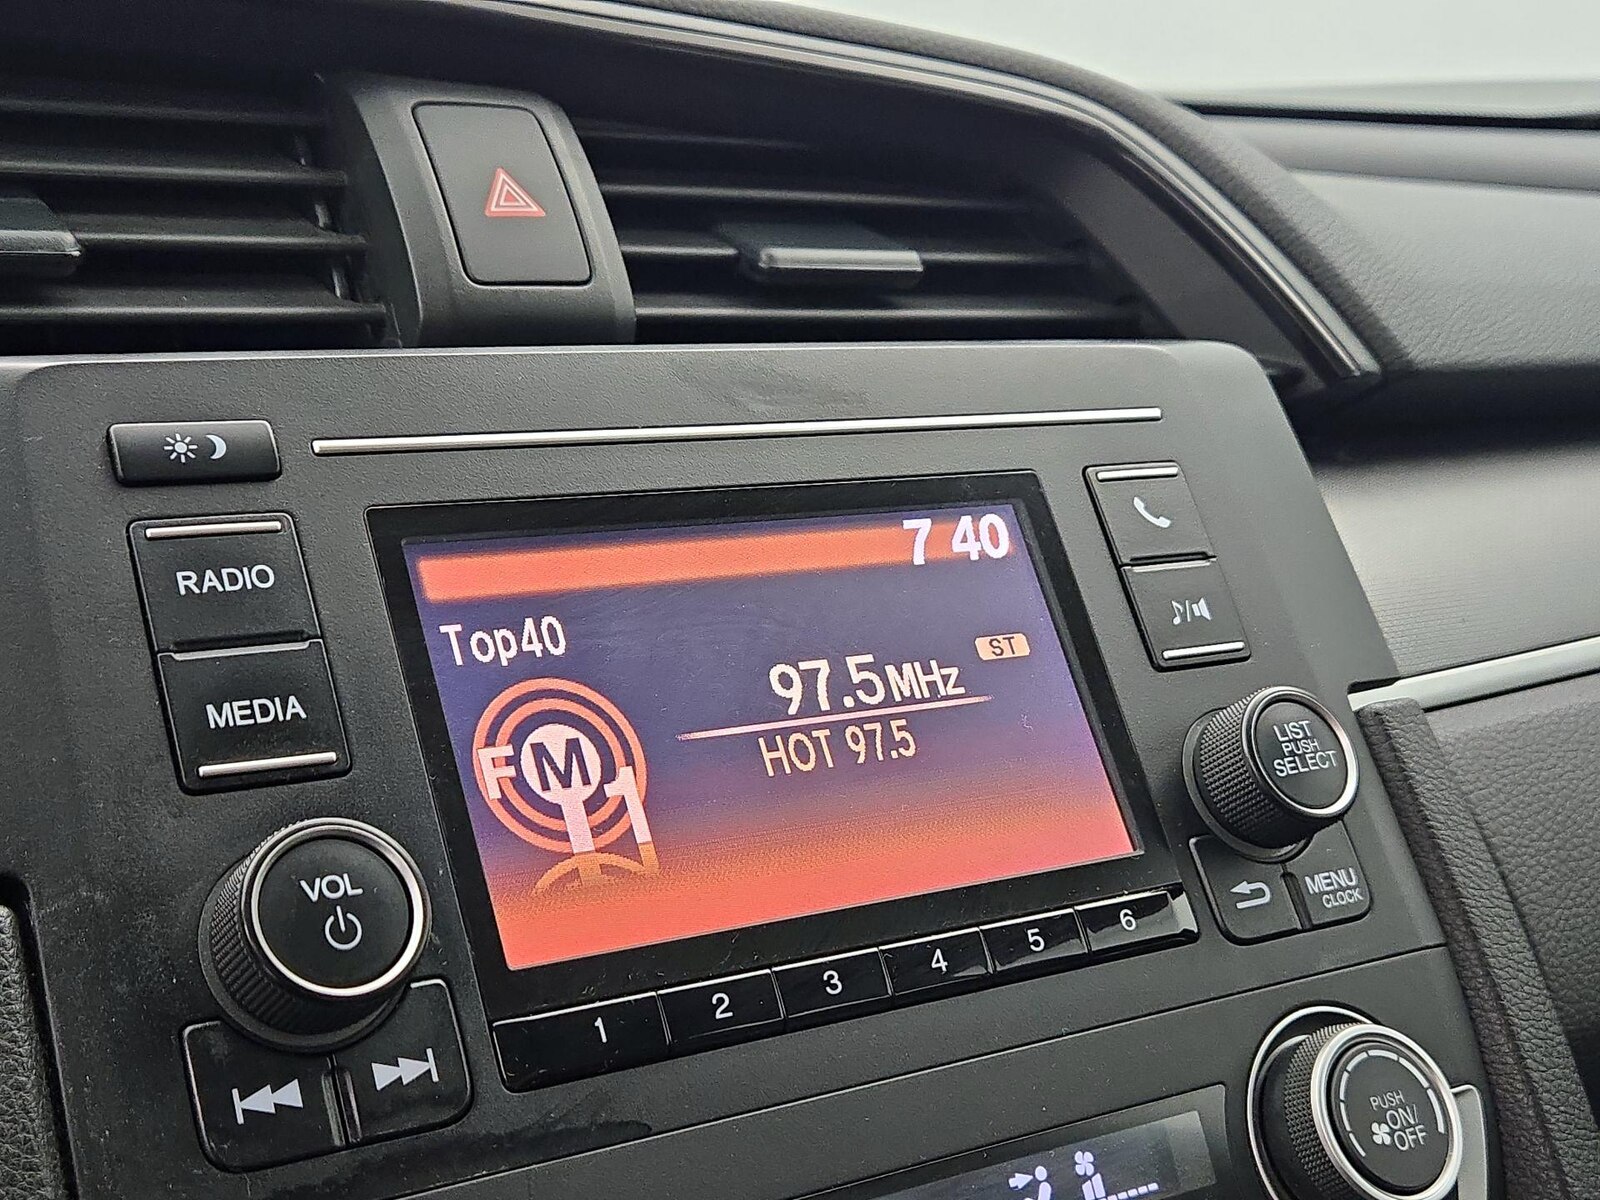 7 40
RADIO
Top40
ST
97.5MHz
MEDIA
HOT 97.5
FM
1
LIST
PUSH
SELECT
VOL
MENU
CLOCK
1 2 3 4 5 6
PUSH
ON/
OFF